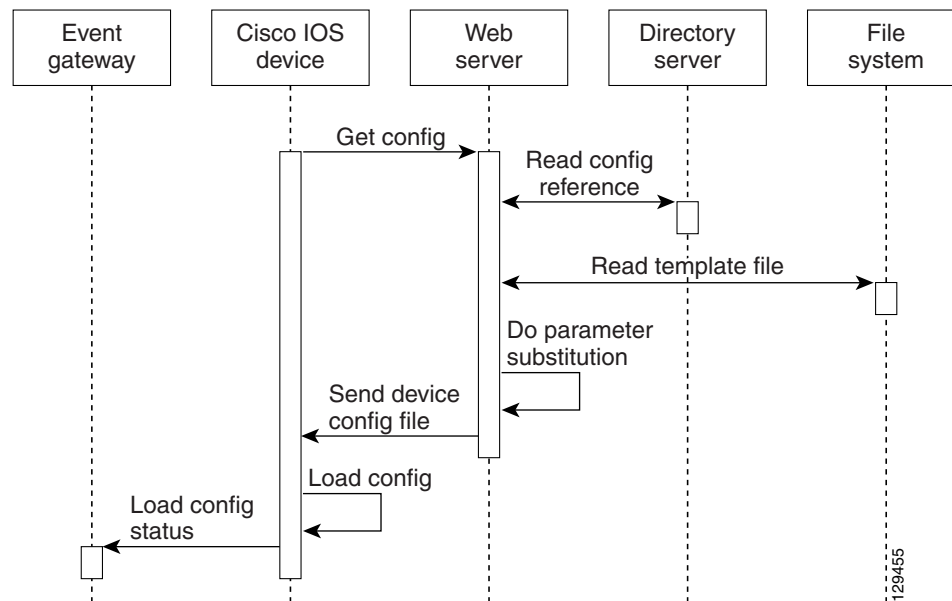 Event
gateway
Cisco IOS
device
Web
server
Directory
server
File
system
Get config
Read config
reference
Read template file
Do parameter
substitution
Send device
config file
Load config
Load config
status
129455